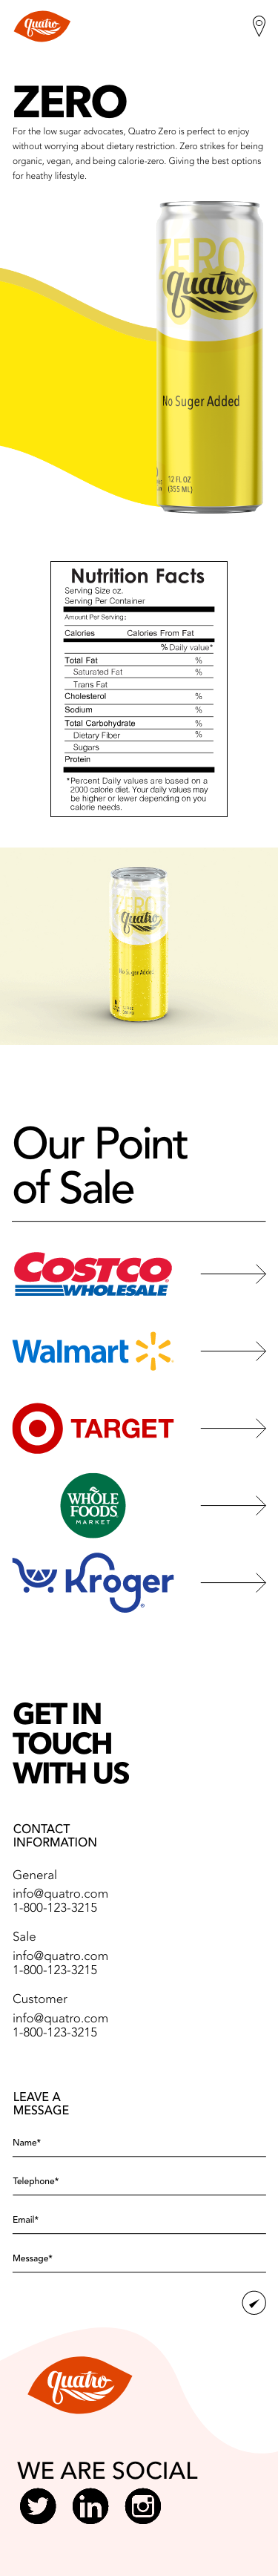 Quatro
ZERO
For the low sugar advocates, Quatro Zero is perfect to enjoy
without worrying about dietary restriction. Zero strikes for being
organic, vegan, and being calorie-zero. Giving the best options
for heathy lifestyle.
ZERO
Quatro
No Suger Added
12 FL OZ
(355 ML)
Nutrition Facts
Serving Size oz.
Serving Per Container
Amount Per Serving:
Calories Calories From Fat
% Daily value*
Total Fat %
Saturated Fat %
Trans Fat
Cholesterol %
Sodium %
Total Carbohydrate %
Dietary Fiber %
Sugars
Protein
*Percent Daily values are based on a
2000 calorie diet. Your daily values may
be higher or lower depending on you
calorie needs.
ZERO
Quatro
No Suger Added
Our Point
of Sale
COSTCO
WHOLESALE
Walmart
TARGET
WHOLE
FOODS
MARKET
Kroger
GET IN
TOUCH
WITH US
CONTACT
INFORMATION
General
info@quatro.com
1-800-123-3215
Sale
info@quatro.com
1-800-123-3215
Customer
info@quatro.com
1-800-123-3215
LEAVE A
MESSAGE
Name*
Telephone*
Email*
Message*
Quatro
WE ARE SOCIAL
in